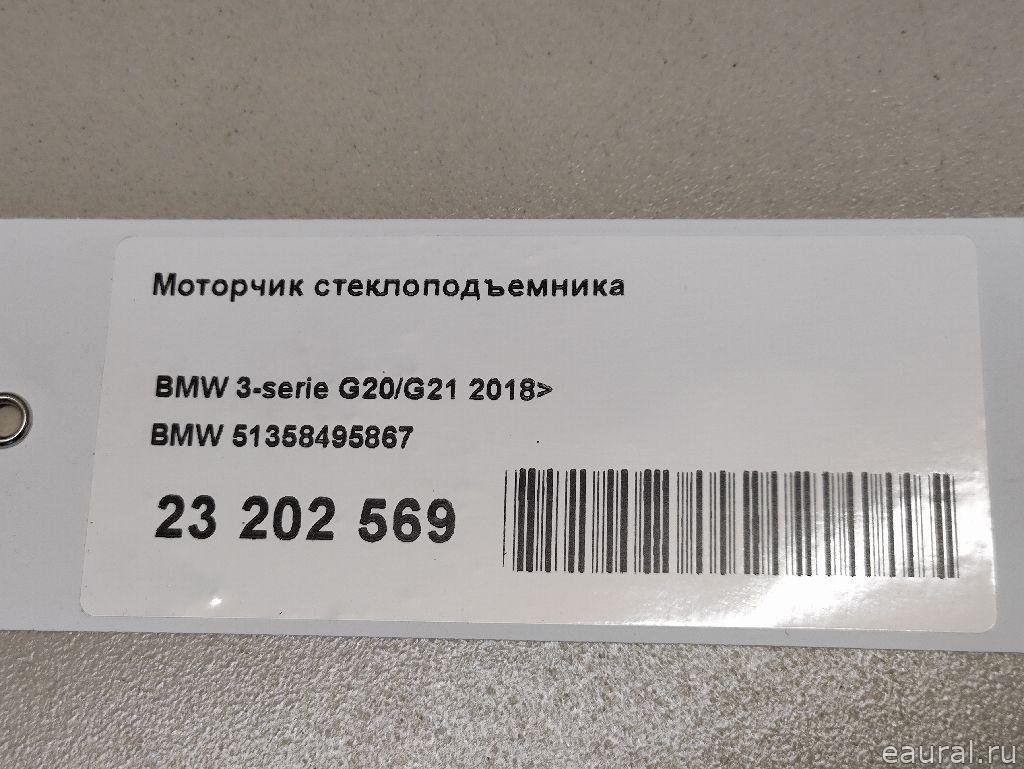 Моторчик стеклоподъемника
BMW 3-serie G20/G21 2018>
BMW 51358495867
23 202 569
eaural.ru